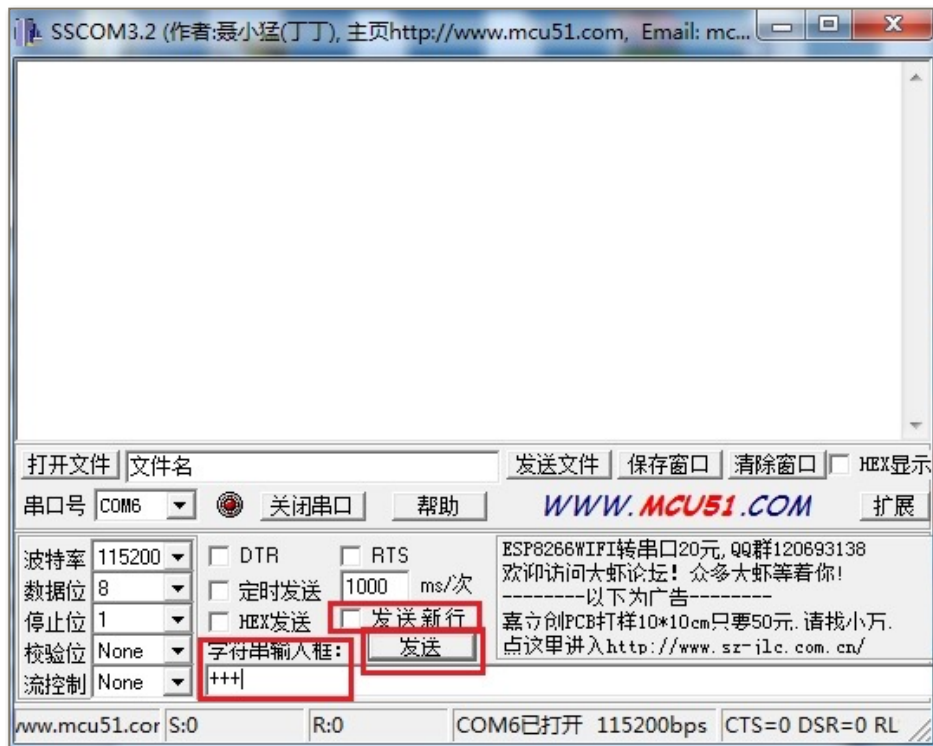 SSCOM3.2 (作者:聂小猛(丁丁), 主页http://www.mcu51.com, Email: mc...
打开文件 文件名 发送文件 保存窗口 清除窗口 HEX显示
串口号 COM6 关闭串口 帮助 WWW.MCU51.COM 扩展
波特率 115200 DTR RTS
数据位 8 定时发送 1000 ms/次
停止位 1 HEX发送 发送新行
校验位 None 字符串输入框: 发送
流控制 None +++
ESP8266WIFI转串口20元,QQ群120693138
欢迎访问大虾论坛! 众多大虾等着你!
--------以下为广告--------
嘉立创PCB打样10*10cm只要50元.请找小万.
点这里进入http://www.sz-jlc.com.cn/
www.mcu51.cor S:0 R:0 COM6已打开 115200bps CTS=0 DSR=0 RL